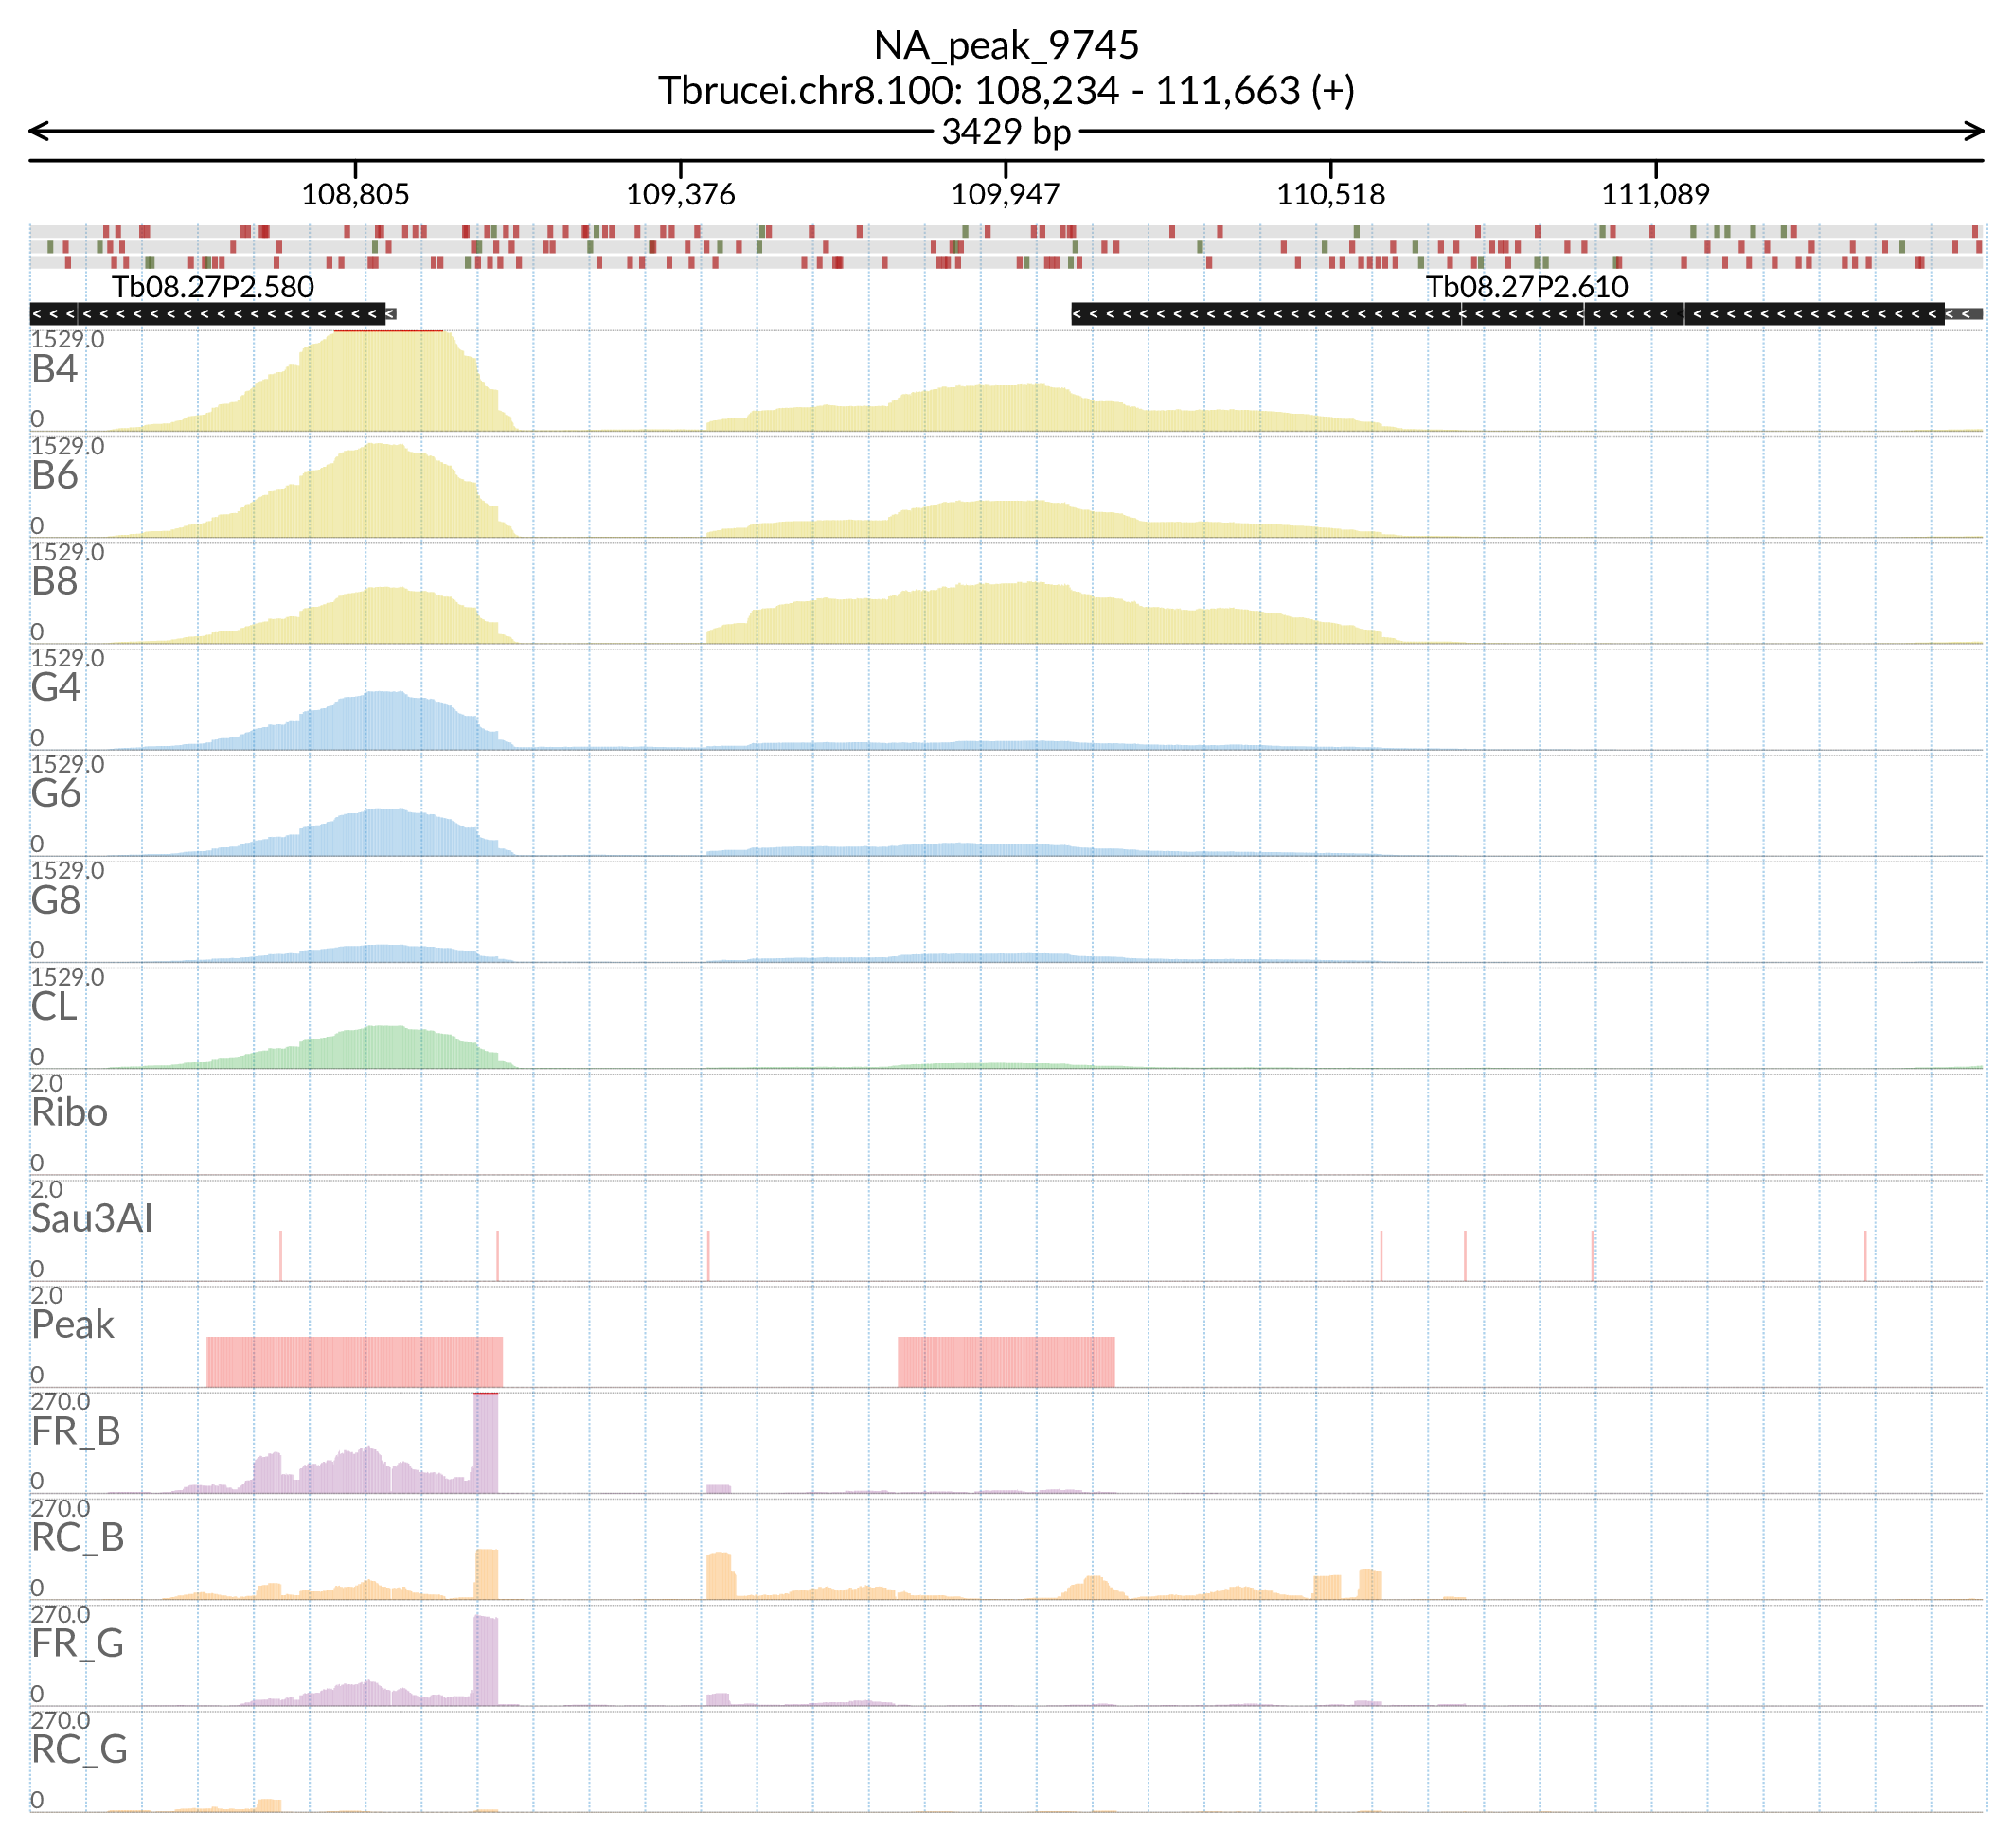 NA_peak_9745
Tbrucei.chr8.100: 108,234 - 111,663 (+)
3429 bp
108,805 109,376 109,947 110,518 111,089
Tb08.27P2.580 Tb08.27P2.610
1529.0
B4
0
1529.0
B6
0
1529.0
B8
0
1529.0
G4
0
1529.0
G6
0
1529.0
G8
0
1529.0
CL
0
2.0
Ribo
0
2.0
Sau3AI
0
2.0
Peak
0
270.0
FR_B
0
270.0
RC_B
0
270.0
FR_G
0
270.0
RC_G
0